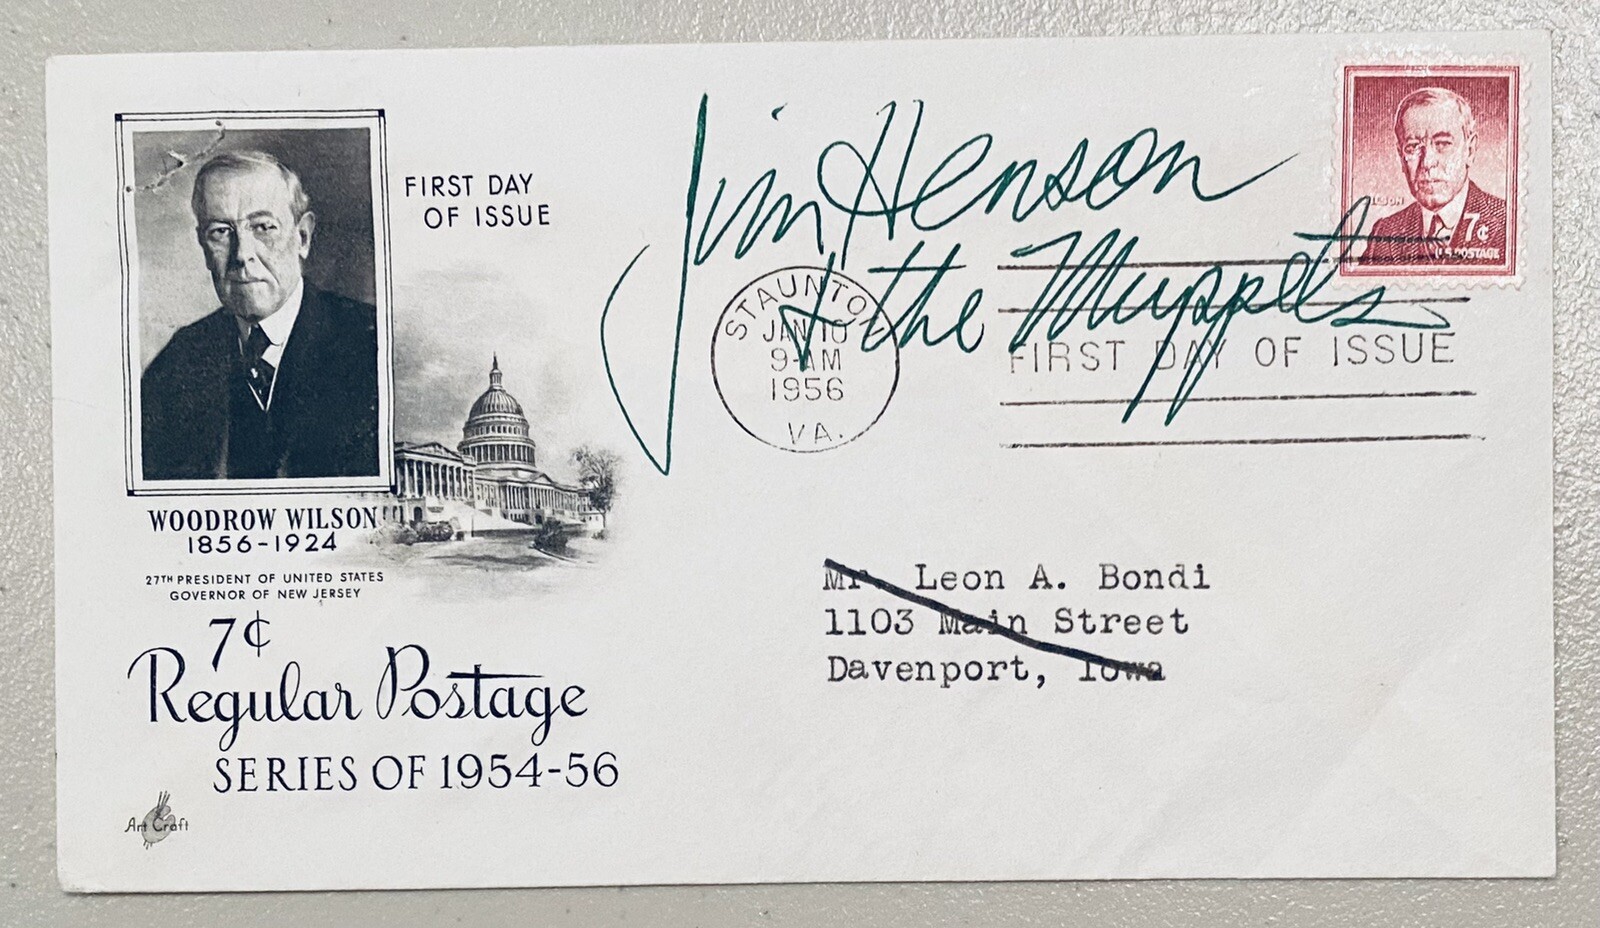 FIRST DAY
OF ISSUE
WOODROW WILSON
1856-1924
27TH PRESIDENT OF UNITED STATES
GOVERNOR OF NEW JERSEY
7¢
Regular Postage
SERIES OF 1954-56
Art Craft
Jim Henson
+ the Muppets
STAUNTON
JAN 10
9-AM
1956
VA.
FIRST DAY OF ISSUE
7¢
U.S. POSTAGE
Mr. Leon A. Bondi
1103 Main Street
Davenport, Iowa